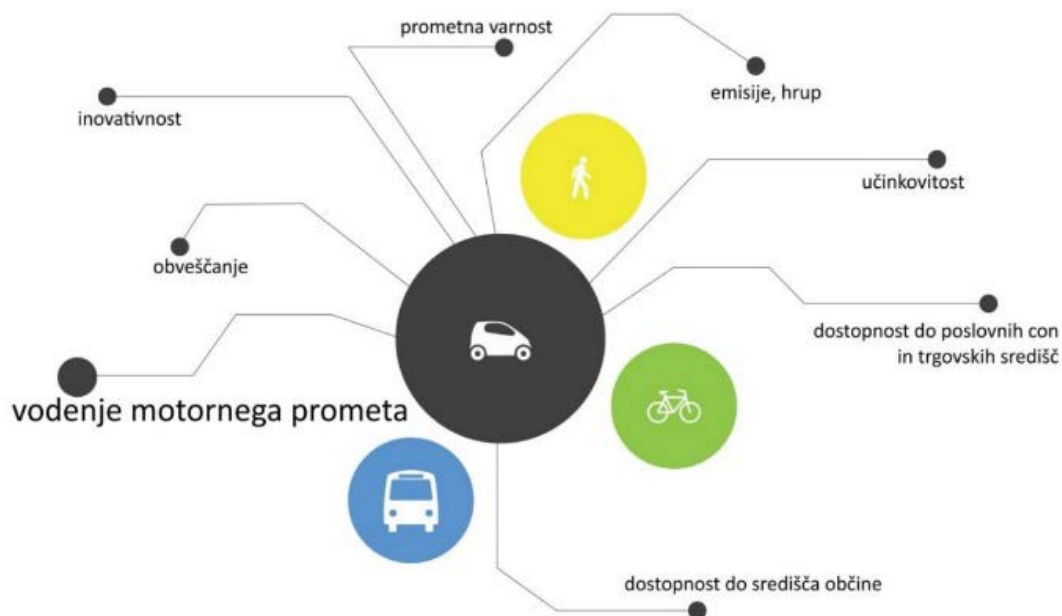 prometna varnost
emisije, hrup
inovativnost
učinkovitost
obveščanje
dostopnost do poslovnih con
in trgovskih središč
vodenje motornega prometa
dostopnost do središča občine